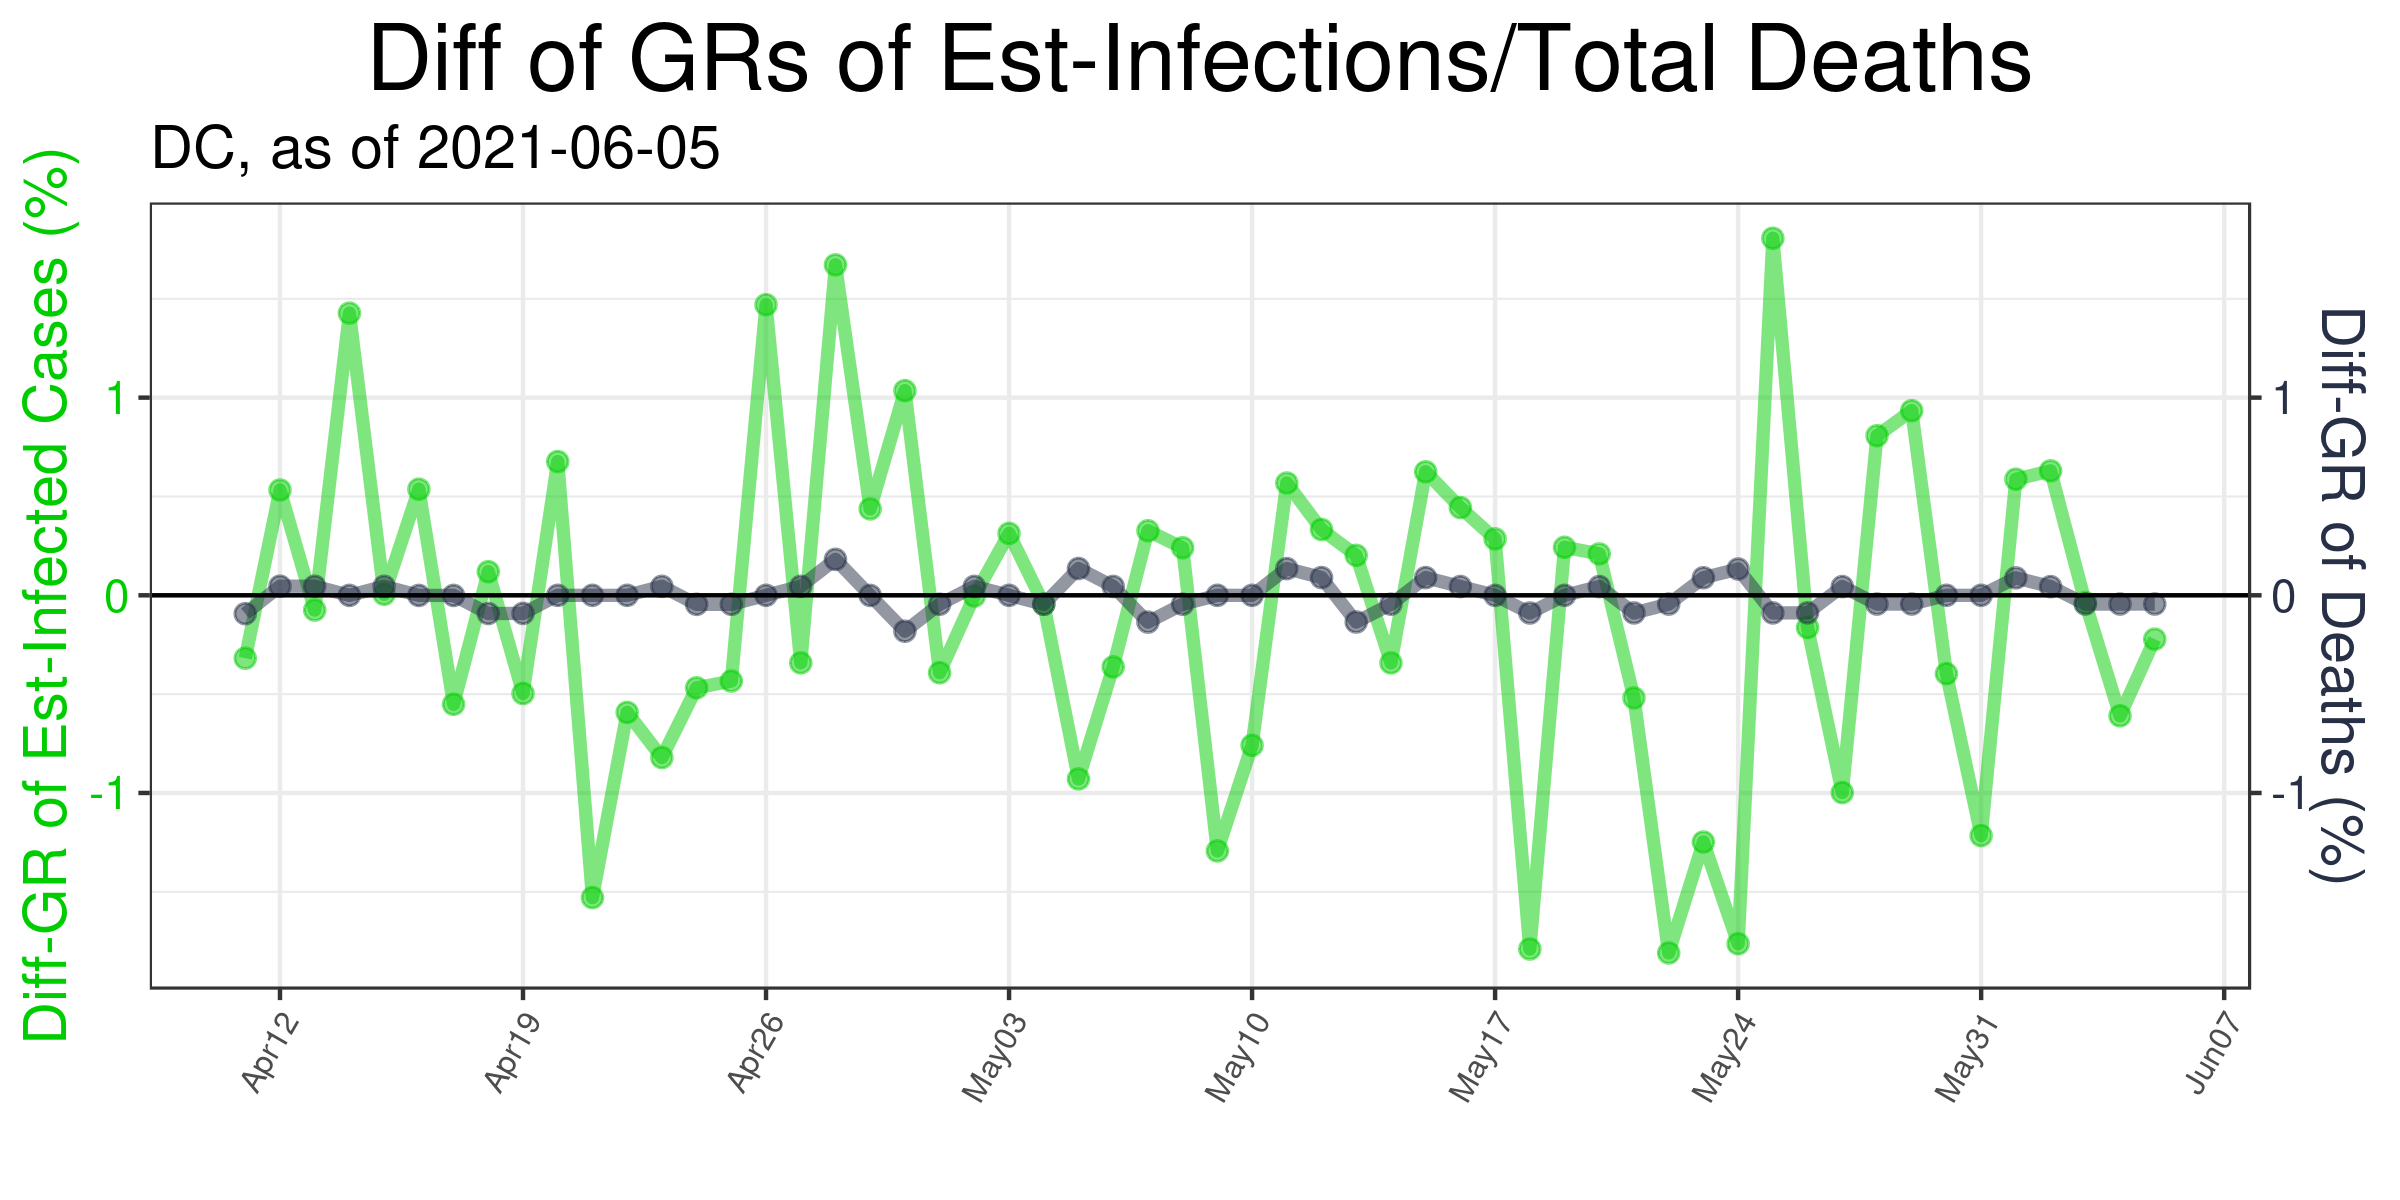 Diff of GRs of Est-Infections/Total Deaths
DC, as of 2021-06-05
Diff-GR of Est-Infected Cases (%)
1
0
-1
1
0
-1
Diff-GR of Deaths (%)
Apr12
Apr19
Apr26
May03
May10
May17
May24
May31
Jun07